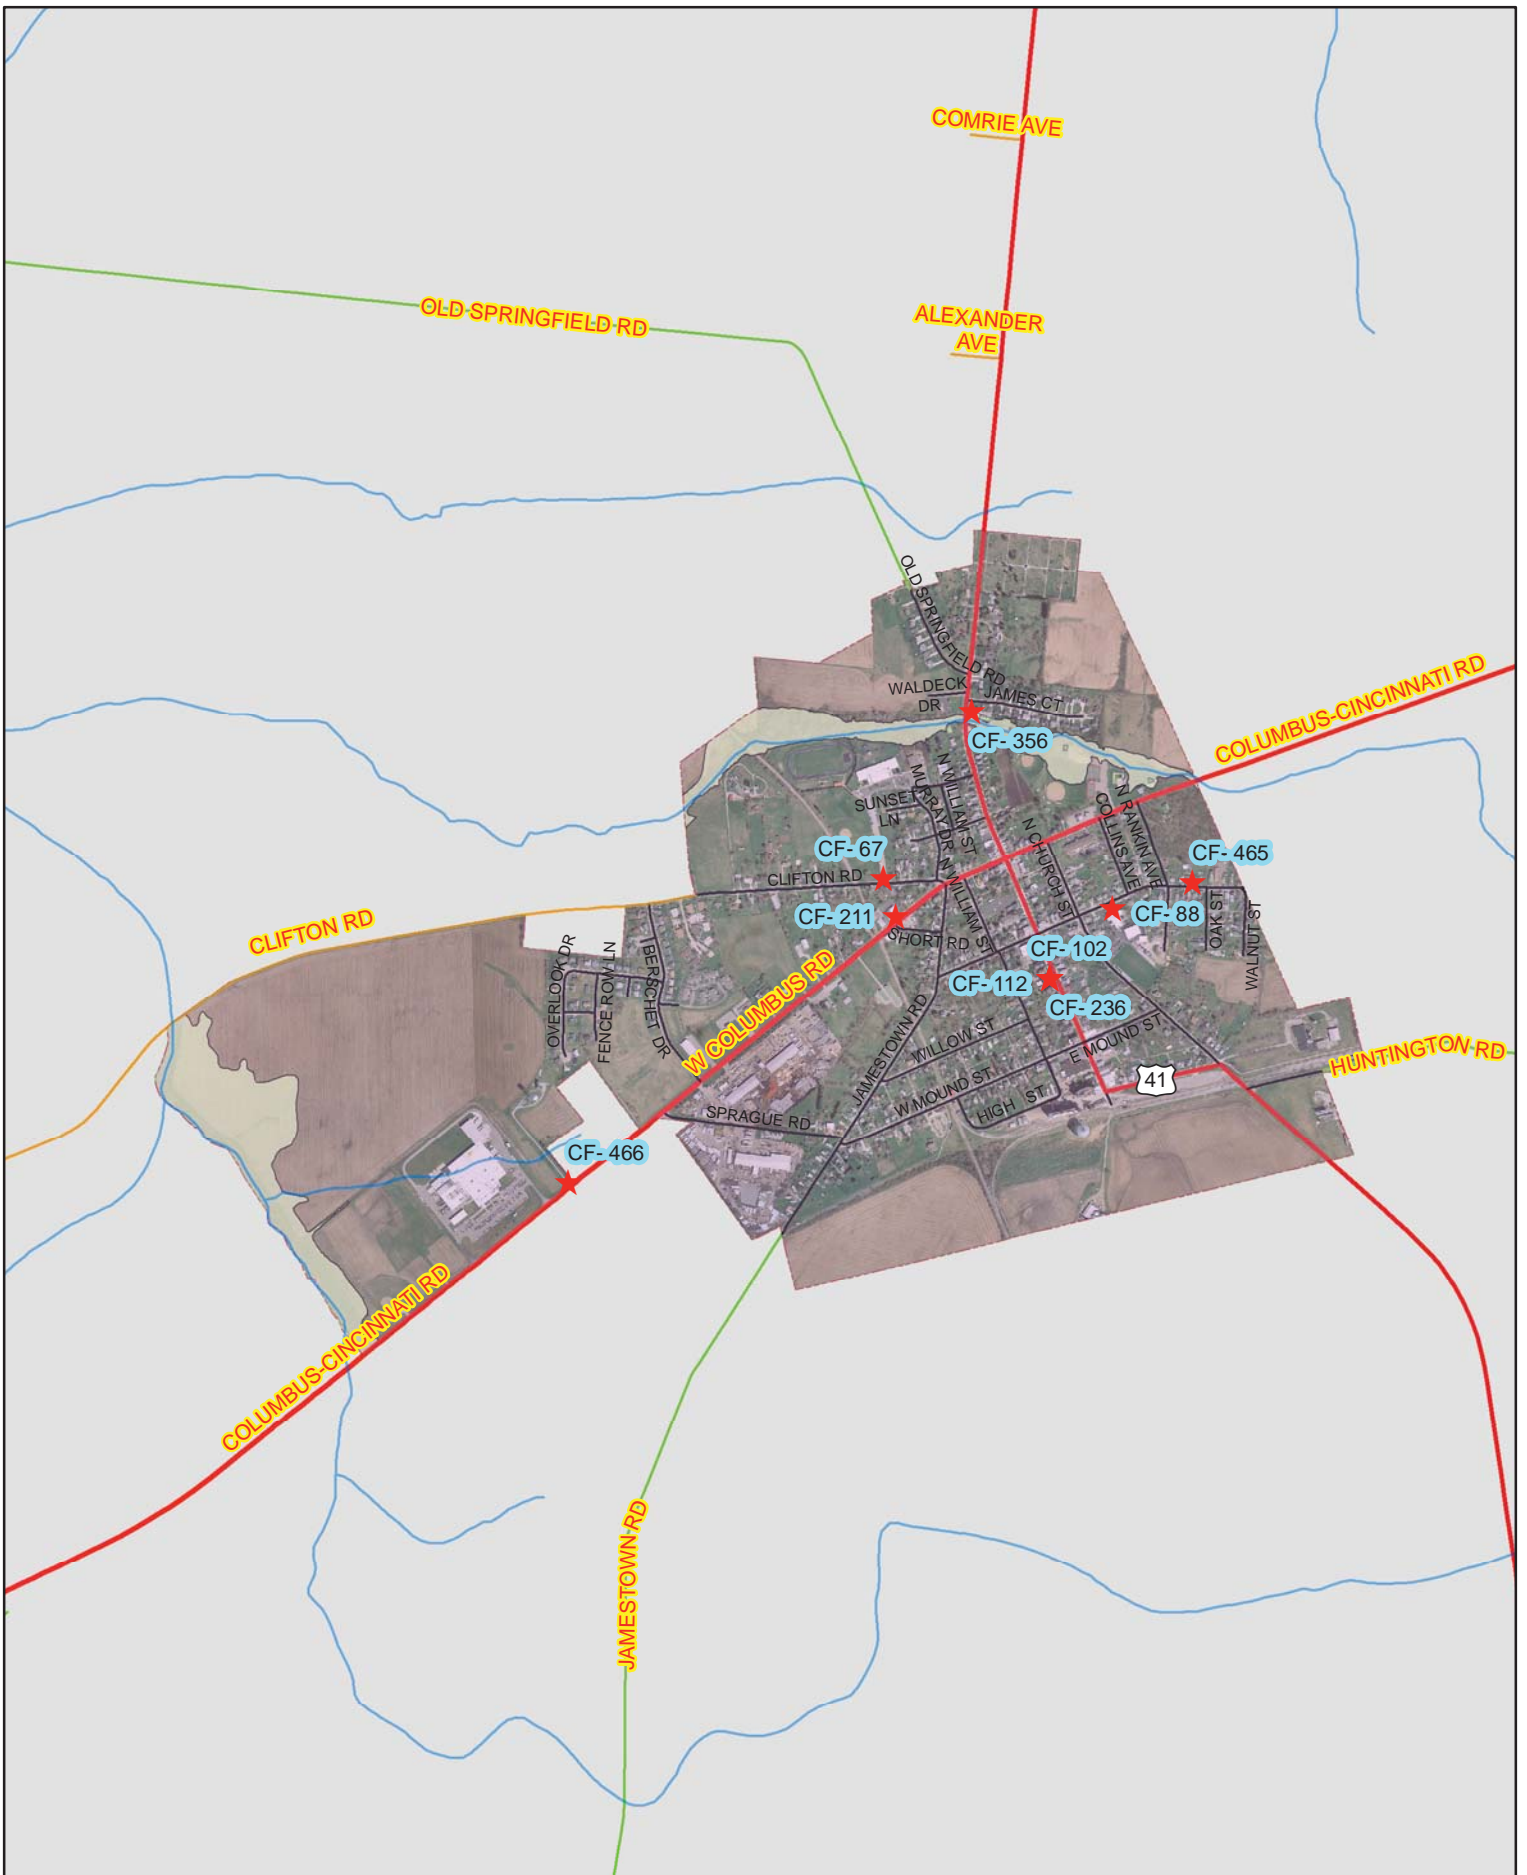 COMRIE AVE
OLD SPRINGFIELD RD
ALEXANDER
AVE
OLD SPRINGFIELD RD
WALDECK
DR
JAMES CT
CF- 356
COLUMBUS-CINCINNATI RD
N WILLIAM ST
MURRAY DR
SUNSET
LN
N RANKIN AVE
COLLINS AVE
N CHURCH ST
CF- 67
CF- 465
CLIFTON RD
N WILLIAM ST
CF- 211
CF- 88
OAK ST
WALNUT ST
CLIFTON RD
SHORT RD
CF- 102
OVERLOOK DR
FENCE ROW LN
BERSCHET DR
W COLUMBUS RD
CF- 112
CF- 236
JAMESTOWN RD
WILLOW ST
E MOUND ST
HUNTINGTON RD
41
W MOUND ST
HIGH ST
SPRAGUE RD
CF- 466
COLUMBUS-CINCINNATI RD
JAMESTOWN RD